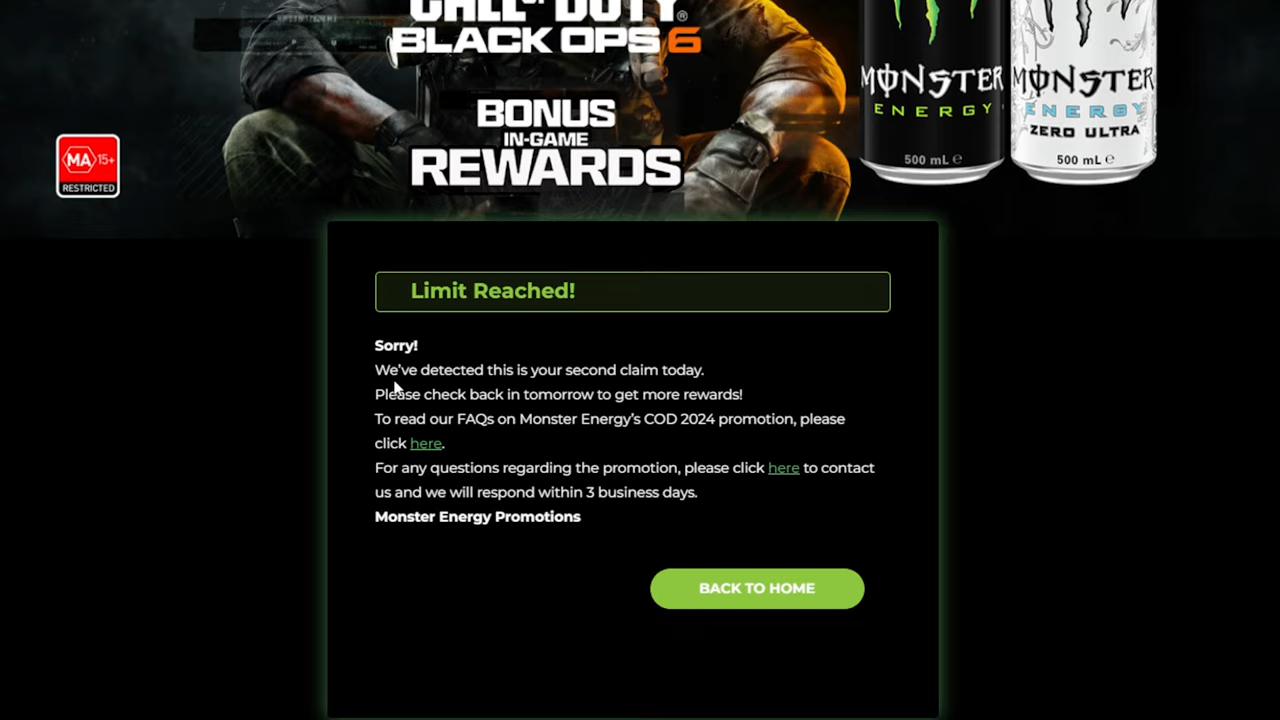 CALL OF DUTY®
BLACK OPS 6
BONUS
IN-GAME
REWARDS
MA 15+
RESTRICTED
MONSTER
ENERGY
500 mL ℮
MONSTER
ENERGY
ZERO ULTRA
500 mL ℮
Limit Reached!
Sorry!
We've detected this is your second claim today.
Please check back in tomorrow to get more rewards!
To read our FAQs on Monster Energy's COD 2024 promotion, please
click here.
For any questions regarding the promotion, please click here to contact
us and we will respond within 3 business days.
Monster Energy Promotions
BACK TO HOME